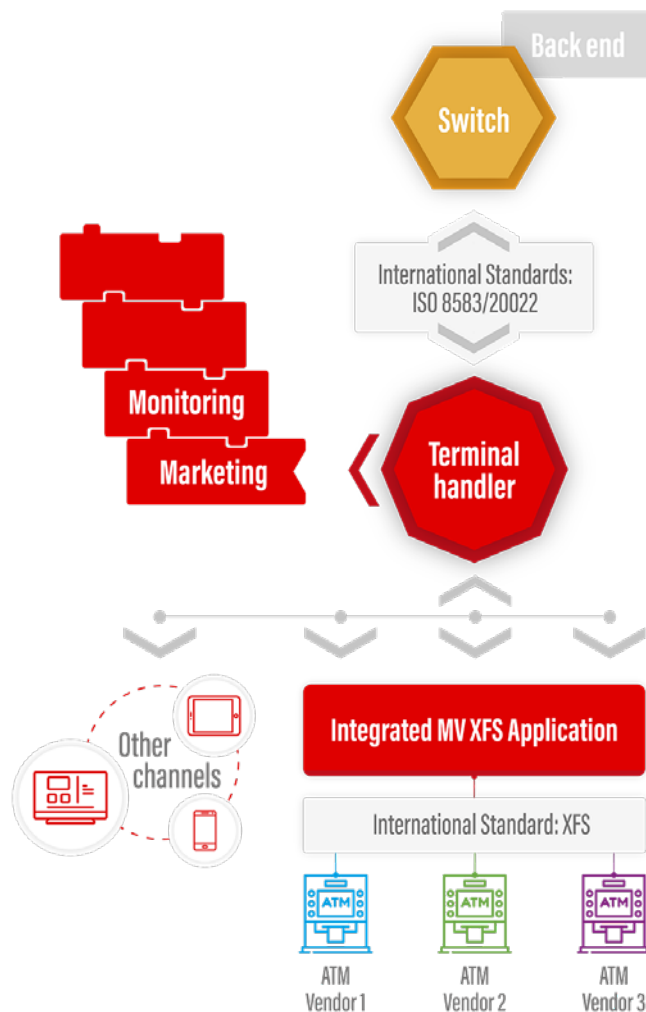 Back end
Switch
International Standards:
ISO 8583/20022
Monitoring
Marketing
Terminal
handler
Other
channels
Integrated MV XFS Application
International Standard: XFS
ATM
ATM
ATM
ATM
Vendor 1
ATM
Vendor 2
ATM
Vendor 3